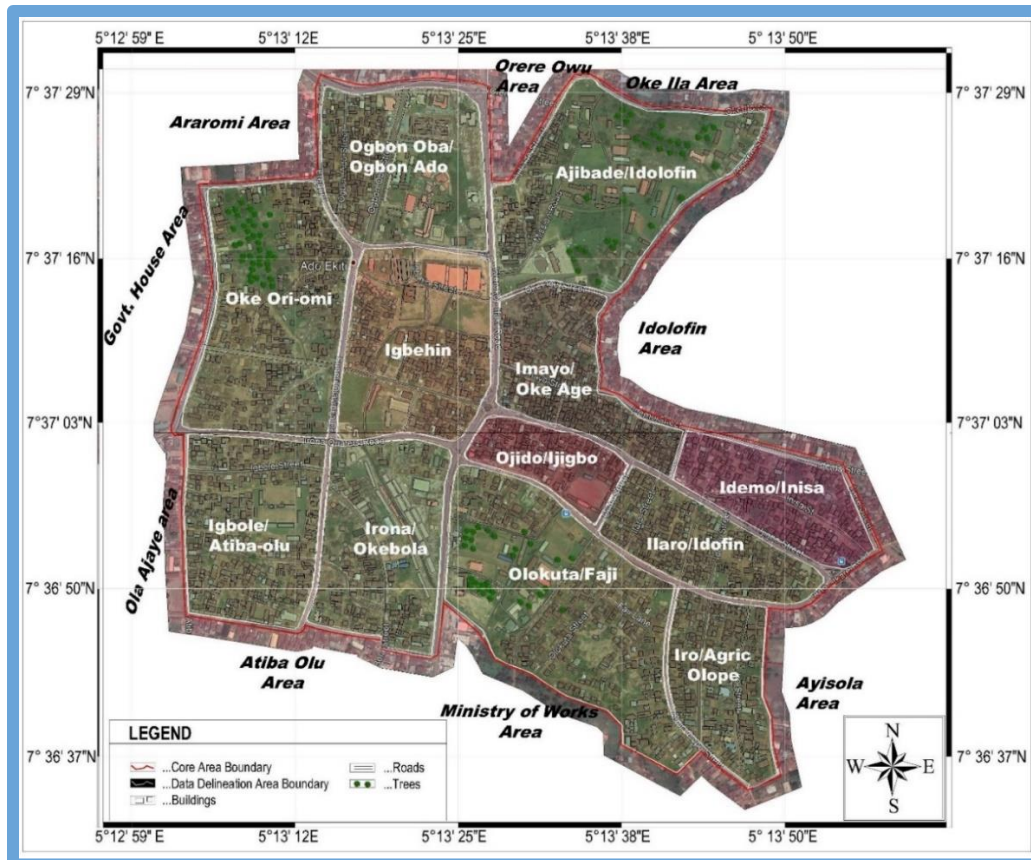 5°12' 59" E
5°13' 12"E
5°13' 25"E
5°13' 38"E
5°13' 50"E
7° 37' 29"N
7° 37' 29"N
Orere Owu
Area
Oke Ila Area
Araromi Area
Ogbon Oba/
Ogbon Ado
Ajibade/Idolofin
Govt. House Area
7° 37' 16"N
7° 37' 16"N
Ado Ekiti
Oke Ori-omi
Igbehin
Idolofin
Area
Imayo/
Oke Age
7° 37' 03"N
7° 37' 03"N
Ojido/Ijigbo
Idemo/Inisa
Ola Ajaye area
Igbole/
Atiba-olu
Irona/
Okebola
Ilaro/Idofin
Olokuta/Faji
7° 36' 50"N
7° 36' 50"N
Iro/Agric
Olope
Atiba Olu
Area
Ayisola
Area
Ministry of Works
Area
7° 36' 37"N
7° 36' 37"N
LEGEND
...Core Area Boundary
...Data Delineation Area Boundary
...Buildings
...Roads
...Trees
N
W
E
S
5°12' 59" E
5°13' 12"E
5°13' 25"E
5°13' 38"E
5°13' 50"E